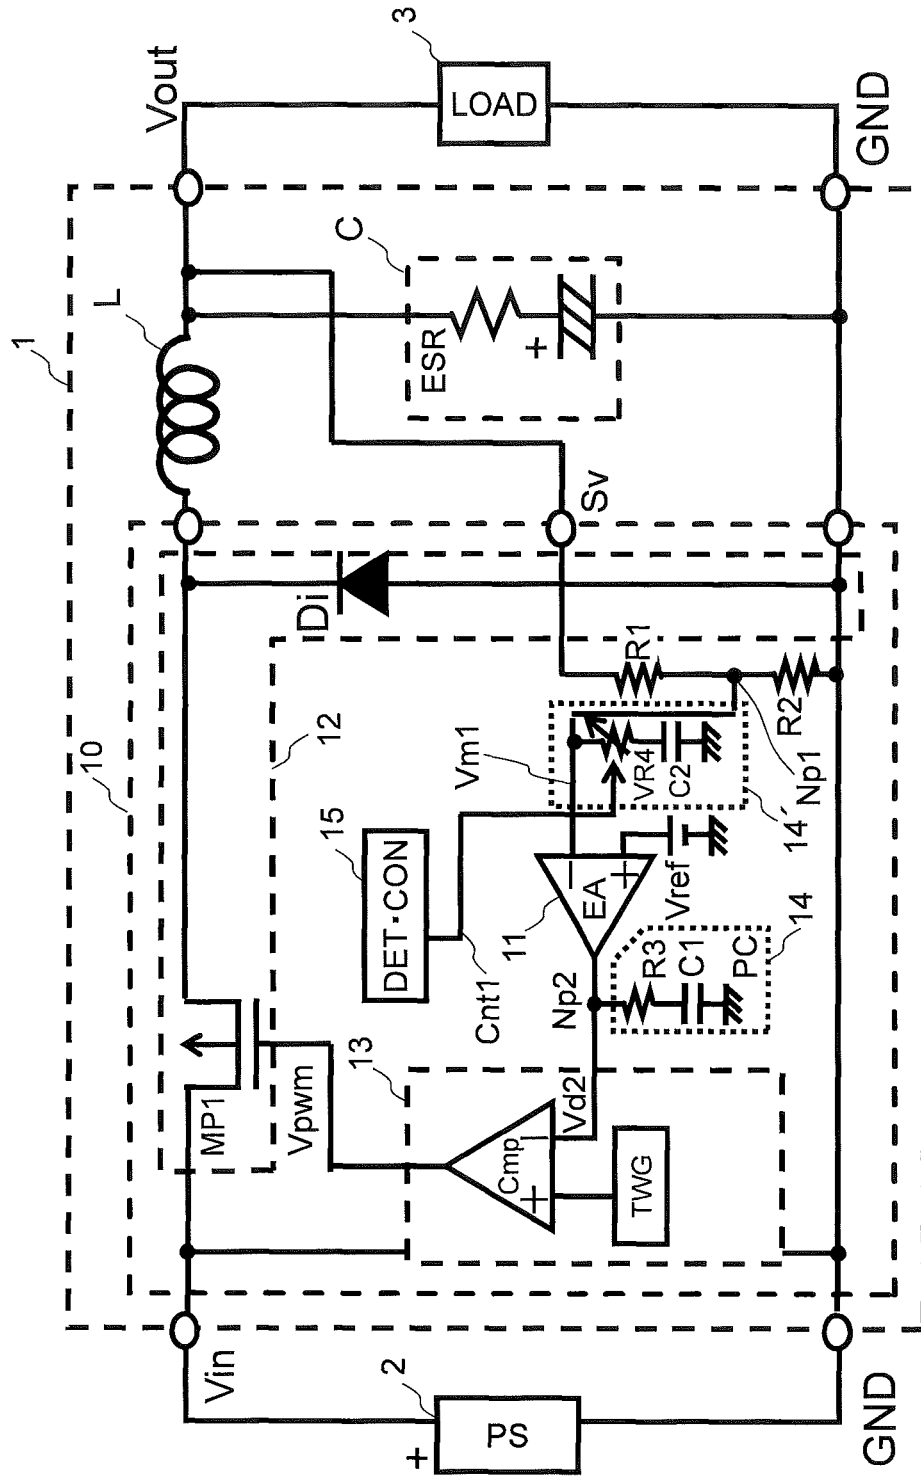 1
10
Vin
Vout
L
MP1
12
Di
C
ESR
+
3
LOAD
2
+
PS
Vpwm
13
15
DET·CON
Cnt1
Vm1
Sv
Cmp
+
−
TWG
Vd2
Np2
11
EA
−
+
Vref
R3
C1
PC
14
VR4
C2
14´
Np1
R1
R2
GND
GND